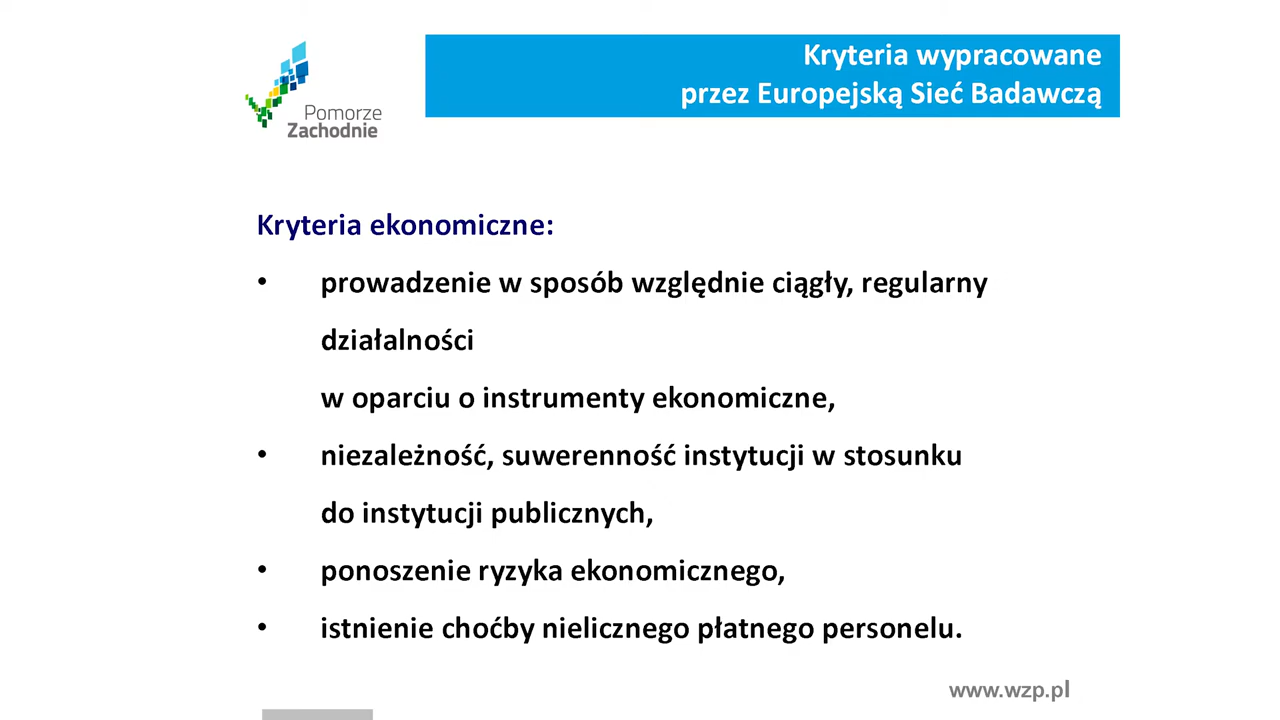 Pomorze
Zachodnie
Kryteria wypracowane
przez Europejską Sieć Badawczą
Kryteria ekonomiczne:
• prowadzenie w sposób względnie ciągły, regularny
działalności
w oparciu o instrumenty ekonomiczne,
• niezależność, suwerenność instytucji w stosunku
do instytucji publicznych,
• ponoszenie ryzyka ekonomicznego,
• istnienie choćby nielicznego płatnego personelu.
www.wzp.pl